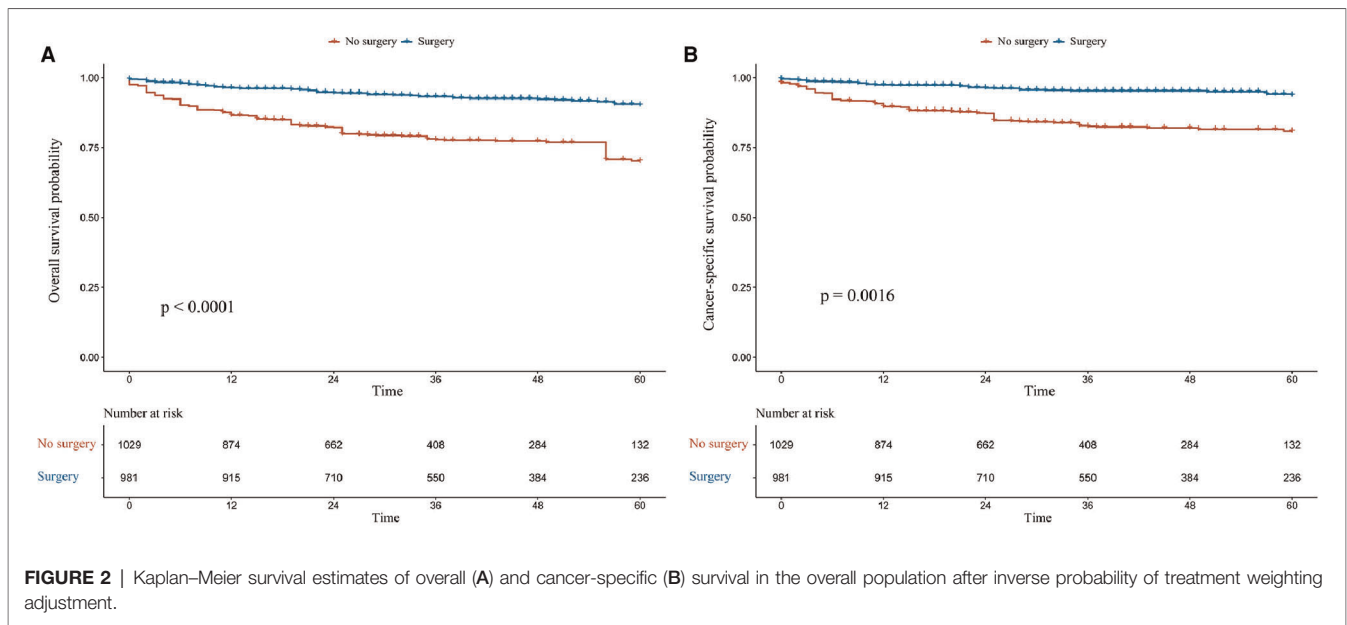 A
No surgery Surgery
1.00
0.75
0.50
0.25
0.00
Overall survival probability
p < 0.0001
0 12 24 36 48 60
Time
Number at risk
No surgery 1029 874 662 408 284 132
Surgery 981 915 710 550 384 236
0 12 24 36 48 60
Time
B
No surgery Surgery
1.00
0.75
0.50
0.25
0.00
Cancer-specific survival probability
p = 0.0016
0 12 24 36 48 60
Time
Number at risk
No surgery 1029 874 662 408 284 132
Surgery 981 915 710 550 384 236
0 12 24 36 48 60
Time
FIGURE 2 | Kaplan–Meier survival estimates of overall (A) and cancer-specific (B) survival in the overall population after inverse probability of treatment weighting
adjustment.